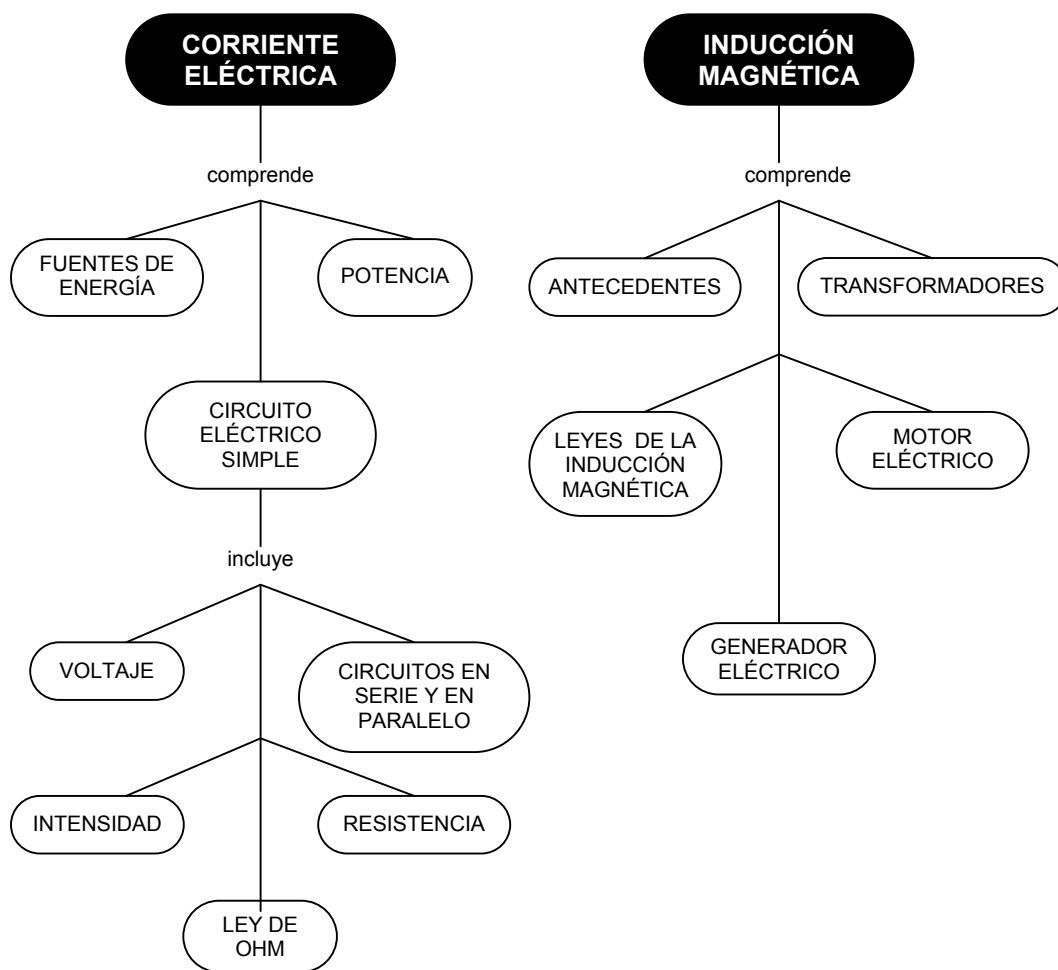 CORRIENTE
ELÉCTRICA
comprende
FUENTES DE
ENERGÍA
POTENCIA
CIRCUITO
ELÉCTRICO
SIMPLE
incluye
VOLTAJE
CIRCUITOS EN
SERIE Y EN
PARALELO
INTENSIDAD
RESISTENCIA
LEY DE
OHM
INDUCCIÓN
MAGNÉTICA
comprende
ANTECEDENTES
TRANSFORMADORES
LEYES DE LA
INDUCCIÓN
MAGNÉTICA
MOTOR
ELÉCTRICO
GENERADOR
ELÉCTRICO